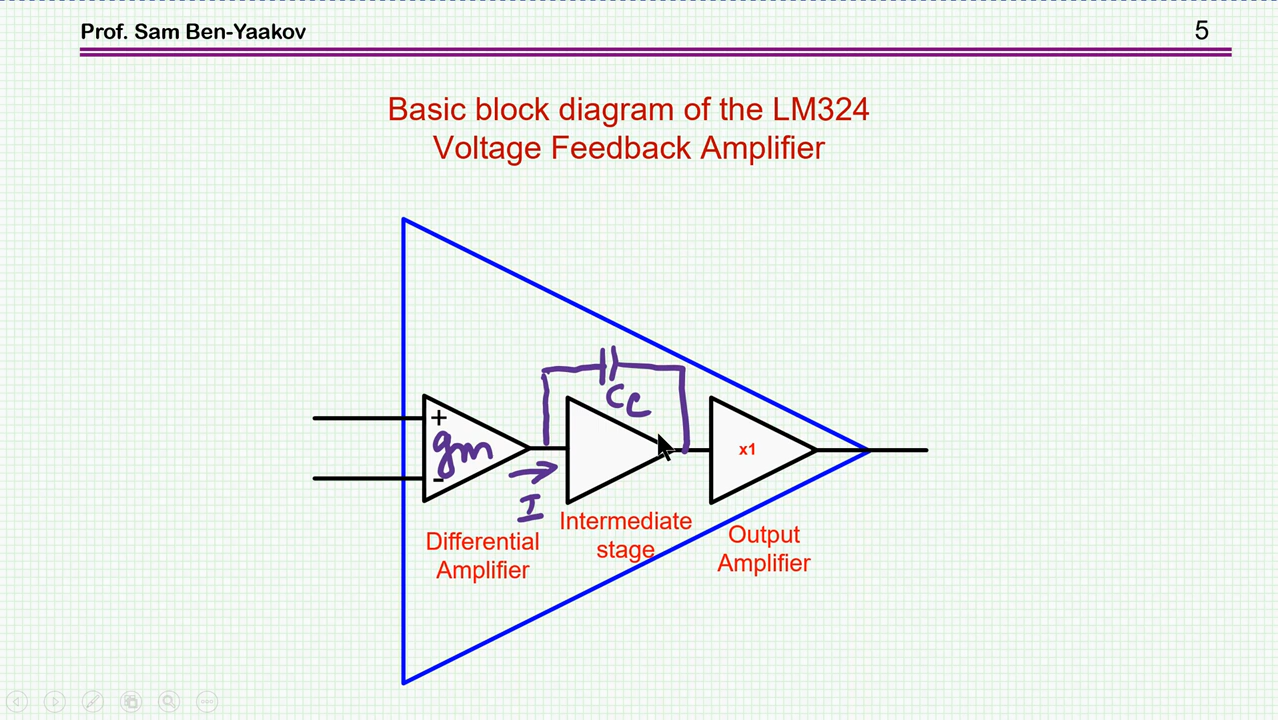 Prof. Sam Ben-Yaakov
5
Basic block diagram of the LM324
Voltage Feedback Amplifier
Cc
+
gm
-
x1
I
Differential
Amplifier
Intermediate
stage
Output
Amplifier